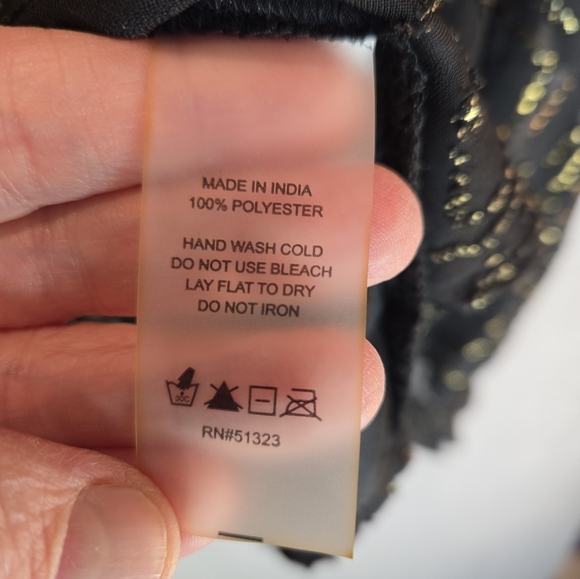 MADE IN INDIA
100% POLYESTER
HAND WASH COLD
DO NOT USE BLEACH
LAY FLAT TO DRY
DO NOT IRON
RN#51323